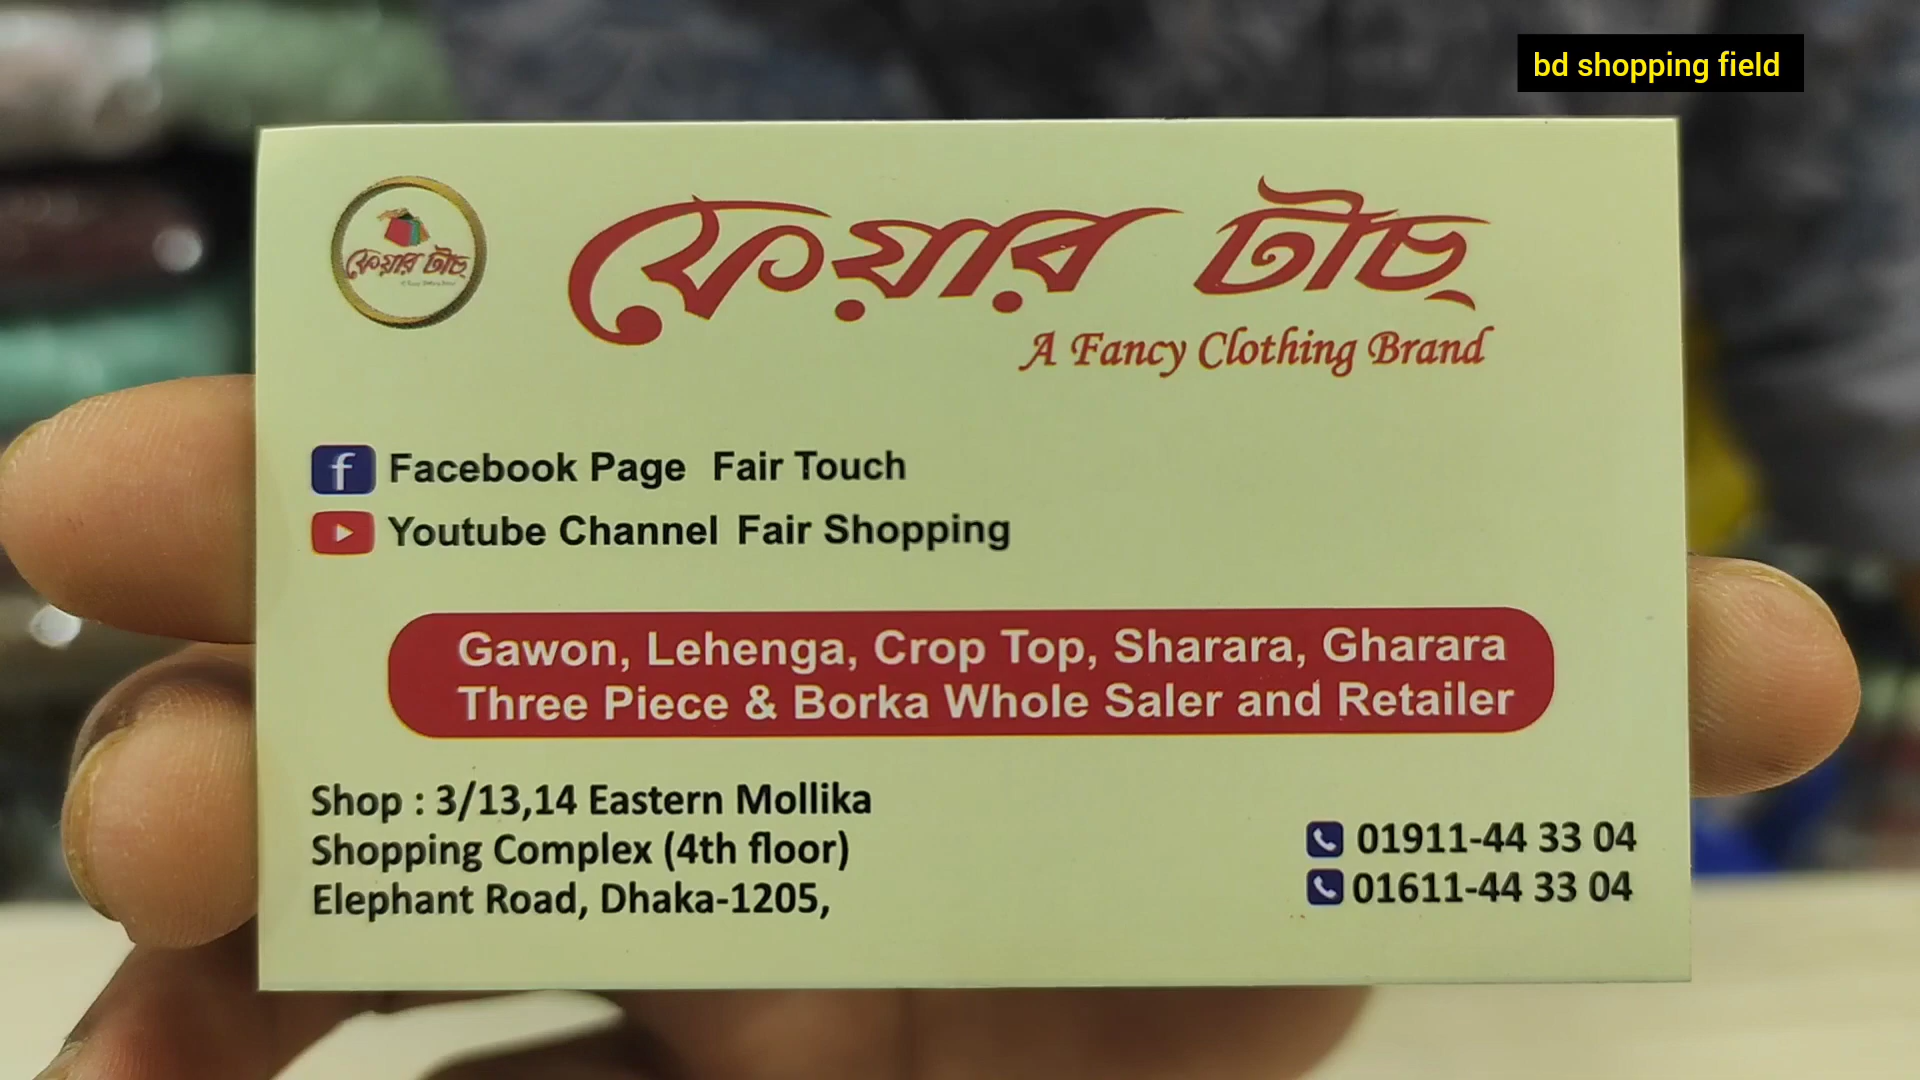 bd shopping field
ফেয়ার টাচ্
ফেয়ার টাচ্
A Fancy Clothing Brand
Facebook Page Fair Touch
Youtube Channel Fair Shopping
Gawon, Lehenga, Crop Top, Sharara, Gharara
Three Piece & Borka Whole Saler and Retailer
Shop : 3/13,14 Eastern Mollika
Shopping Complex (4th floor)
Elephant Road, Dhaka-1205,
01911-44 33 04
01611-44 33 04